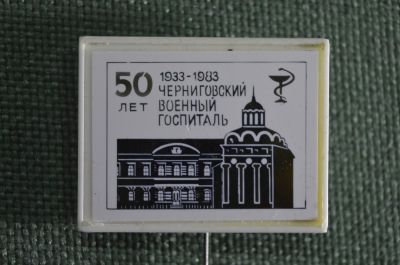 50 ЛЕТ
1933-1983
ЧЕРНИГОВСКИЙ
ВОЕННЫЙ
ГОСПИТАЛЬ